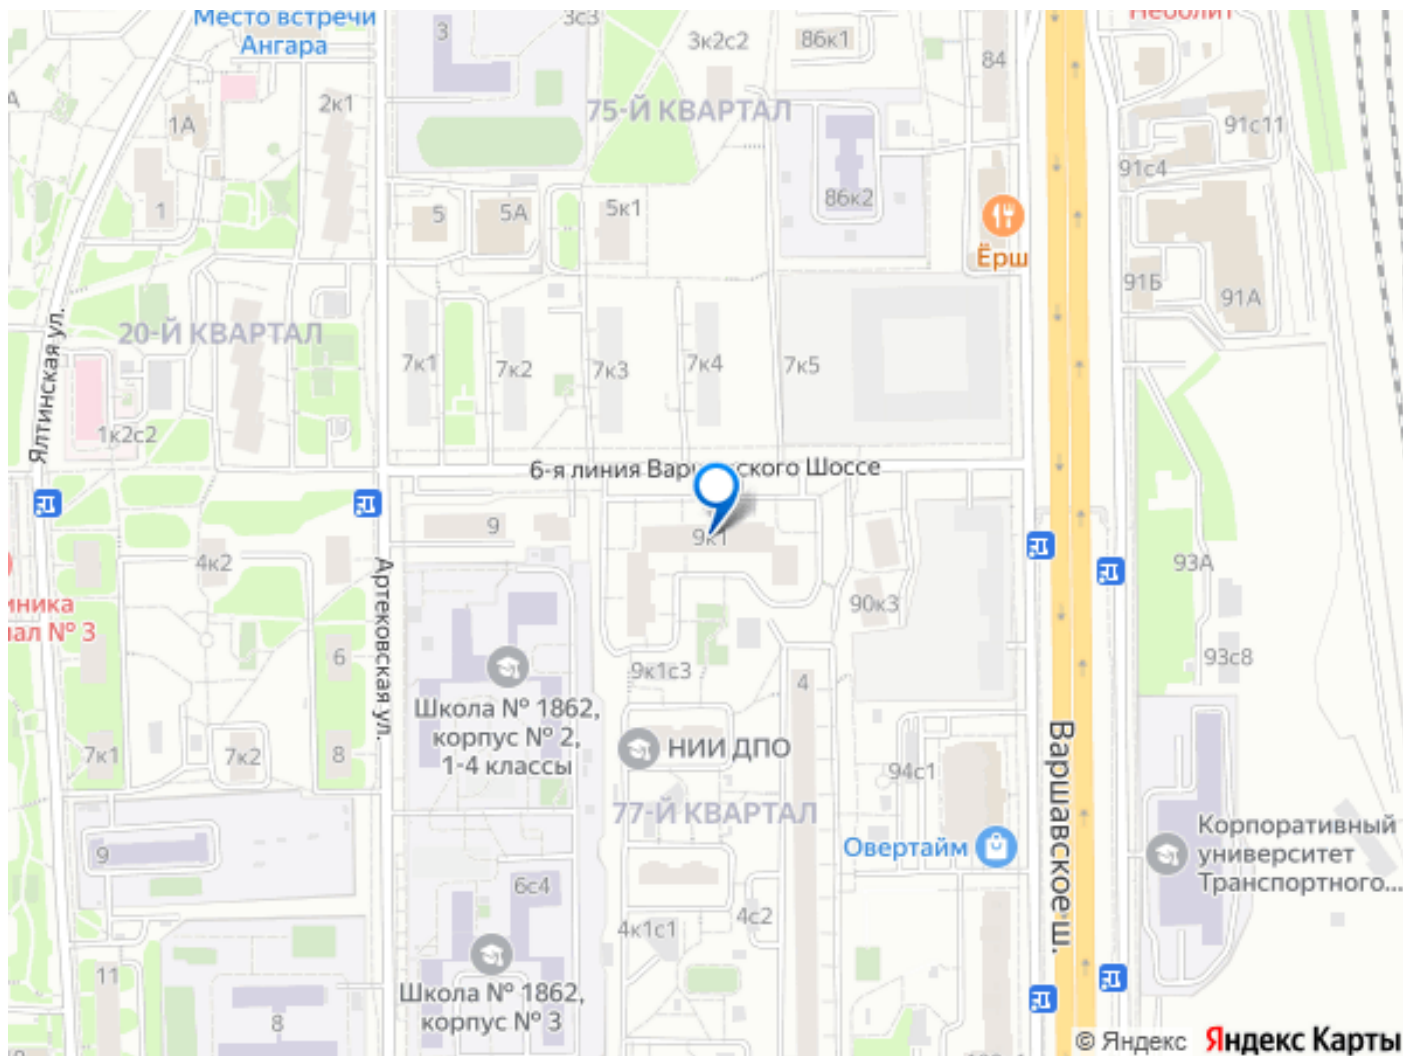 Место встречи
Ангара
3
3с3
3к2с2
86к1
84
Неболит
А
1А
2к1
75-Й КВАРТАЛ
91с11
91с4
1
5
5А
5к1
86к2
Ёрш
91Б
91А
20-Й КВАРТАЛ
Ялтинская ул.
7к1
7к2
7к3
7к4
7к5
1к2с2
6-я линия Варш
ского Шоссе
9
9к1
4к2
Артековская ул.
93А
иника
ал № 3
90к3
6
9к1с3
93с8
4
Школа № 1862,
корпус № 2,
1-4 классы
НИИ ДПО
7к1
7к2
8
94с1
Варшавское ш.
77-Й КВАРТАЛ
Овертайм
Корпоративный
университет
Транспортного...
9
6с4
4к1с1
4с2
11
Школа № 1862,
корпус № 3
8
© Яндекс
Яндекс Карты